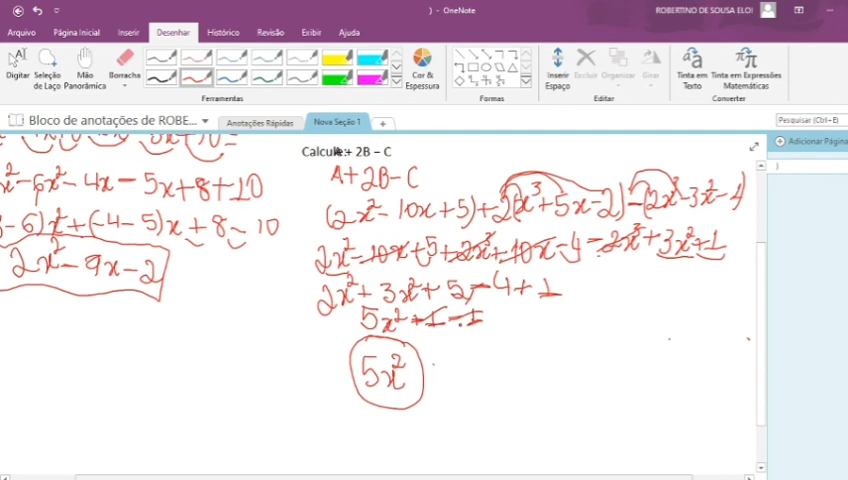 ) - OneNote
ROBERTINO DE SOUSA ELOI
Arquivo Página Inicial Inserir Desenhar Histórico Revisão Exibir Ajuda
Digitar Seleção de Laço Mão Panorâmica Borracha Cor & Espessura Inserir Espaço Excluir Organizar Girar Tinta em Texto Tinta em Expressões Matemáticas
Ferramentas Formas Editar Converter
Bloco de anotações de ROBE... Anotações Rápidas Nova Seção 1 + Pesquisar (Ctrl+E)
Adicionar Página
+ 2B – C
A+2B-C
x² - 6x² - 4x - 5x + 8 + 10
(2x² - 10x + 5) + 2(x³ + 5x - 2) - (2x³ - 3x² - 1)
- 6)x² + (-4 - 5)x + 8 - 10
2x² - 10x + 5 + 2x³ + 10x - 4 - 2x³ + 3x² + 1
2x² - 9x - 2
2x² + 3x² + 5 - 4 + 1
5x² + 1 - 1
5x²